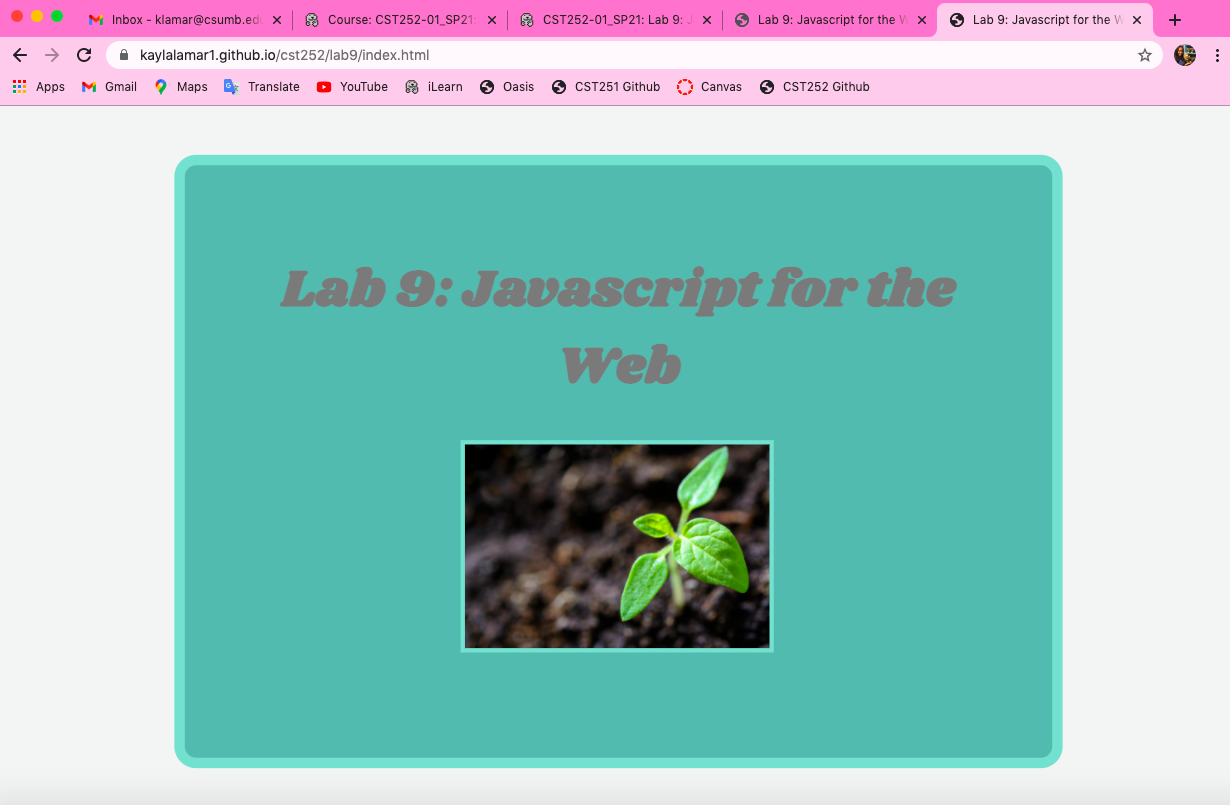 Inbox - klamar@csumb.ed
Course: CST252-01_SP21:
CST252-01_SP21: Lab 9: J
Lab 9: Javascript for the W
Lab 9: Javascript for the W
kaylalamar1.github.io/cst252/lab9/index.html
Apps
Gmail
Maps
Translate
YouTube
iLearn
Oasis
CST251 Github
Canvas
CST252 Github
Lab 9: Javascript for the
Web